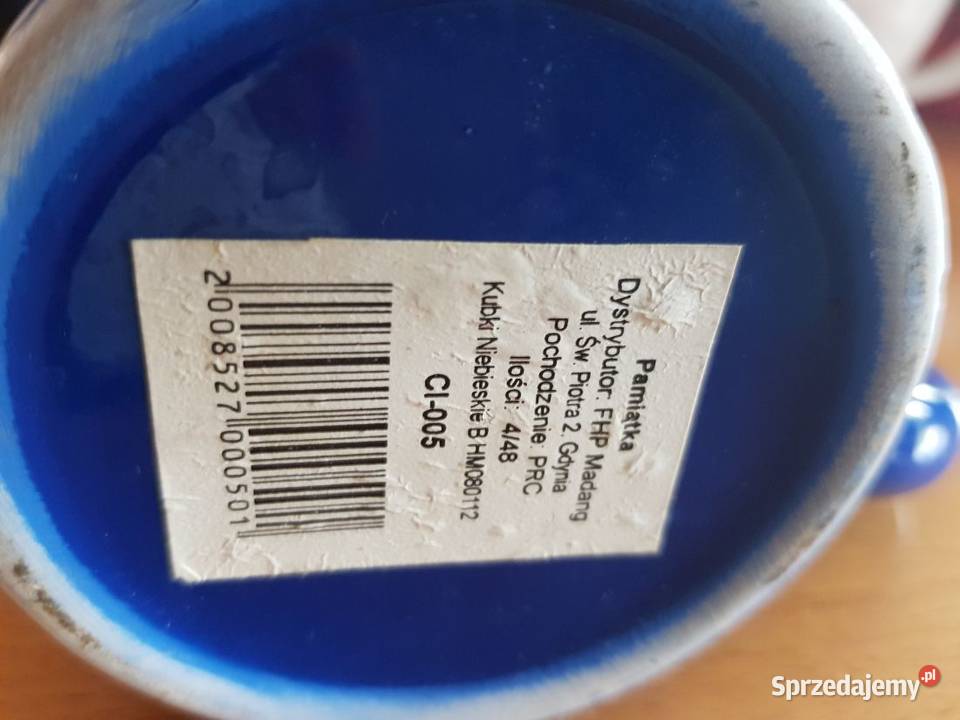 Pamiątka
Dystrybutor: FHP Madang
ul. Św. Piotra 2. Gdynia
Pochodzenie: PRC
Ilości: 4/48
Kubki Niebieskie B HM080112
CI-005
2008527000501
Sprzedajemy.pl